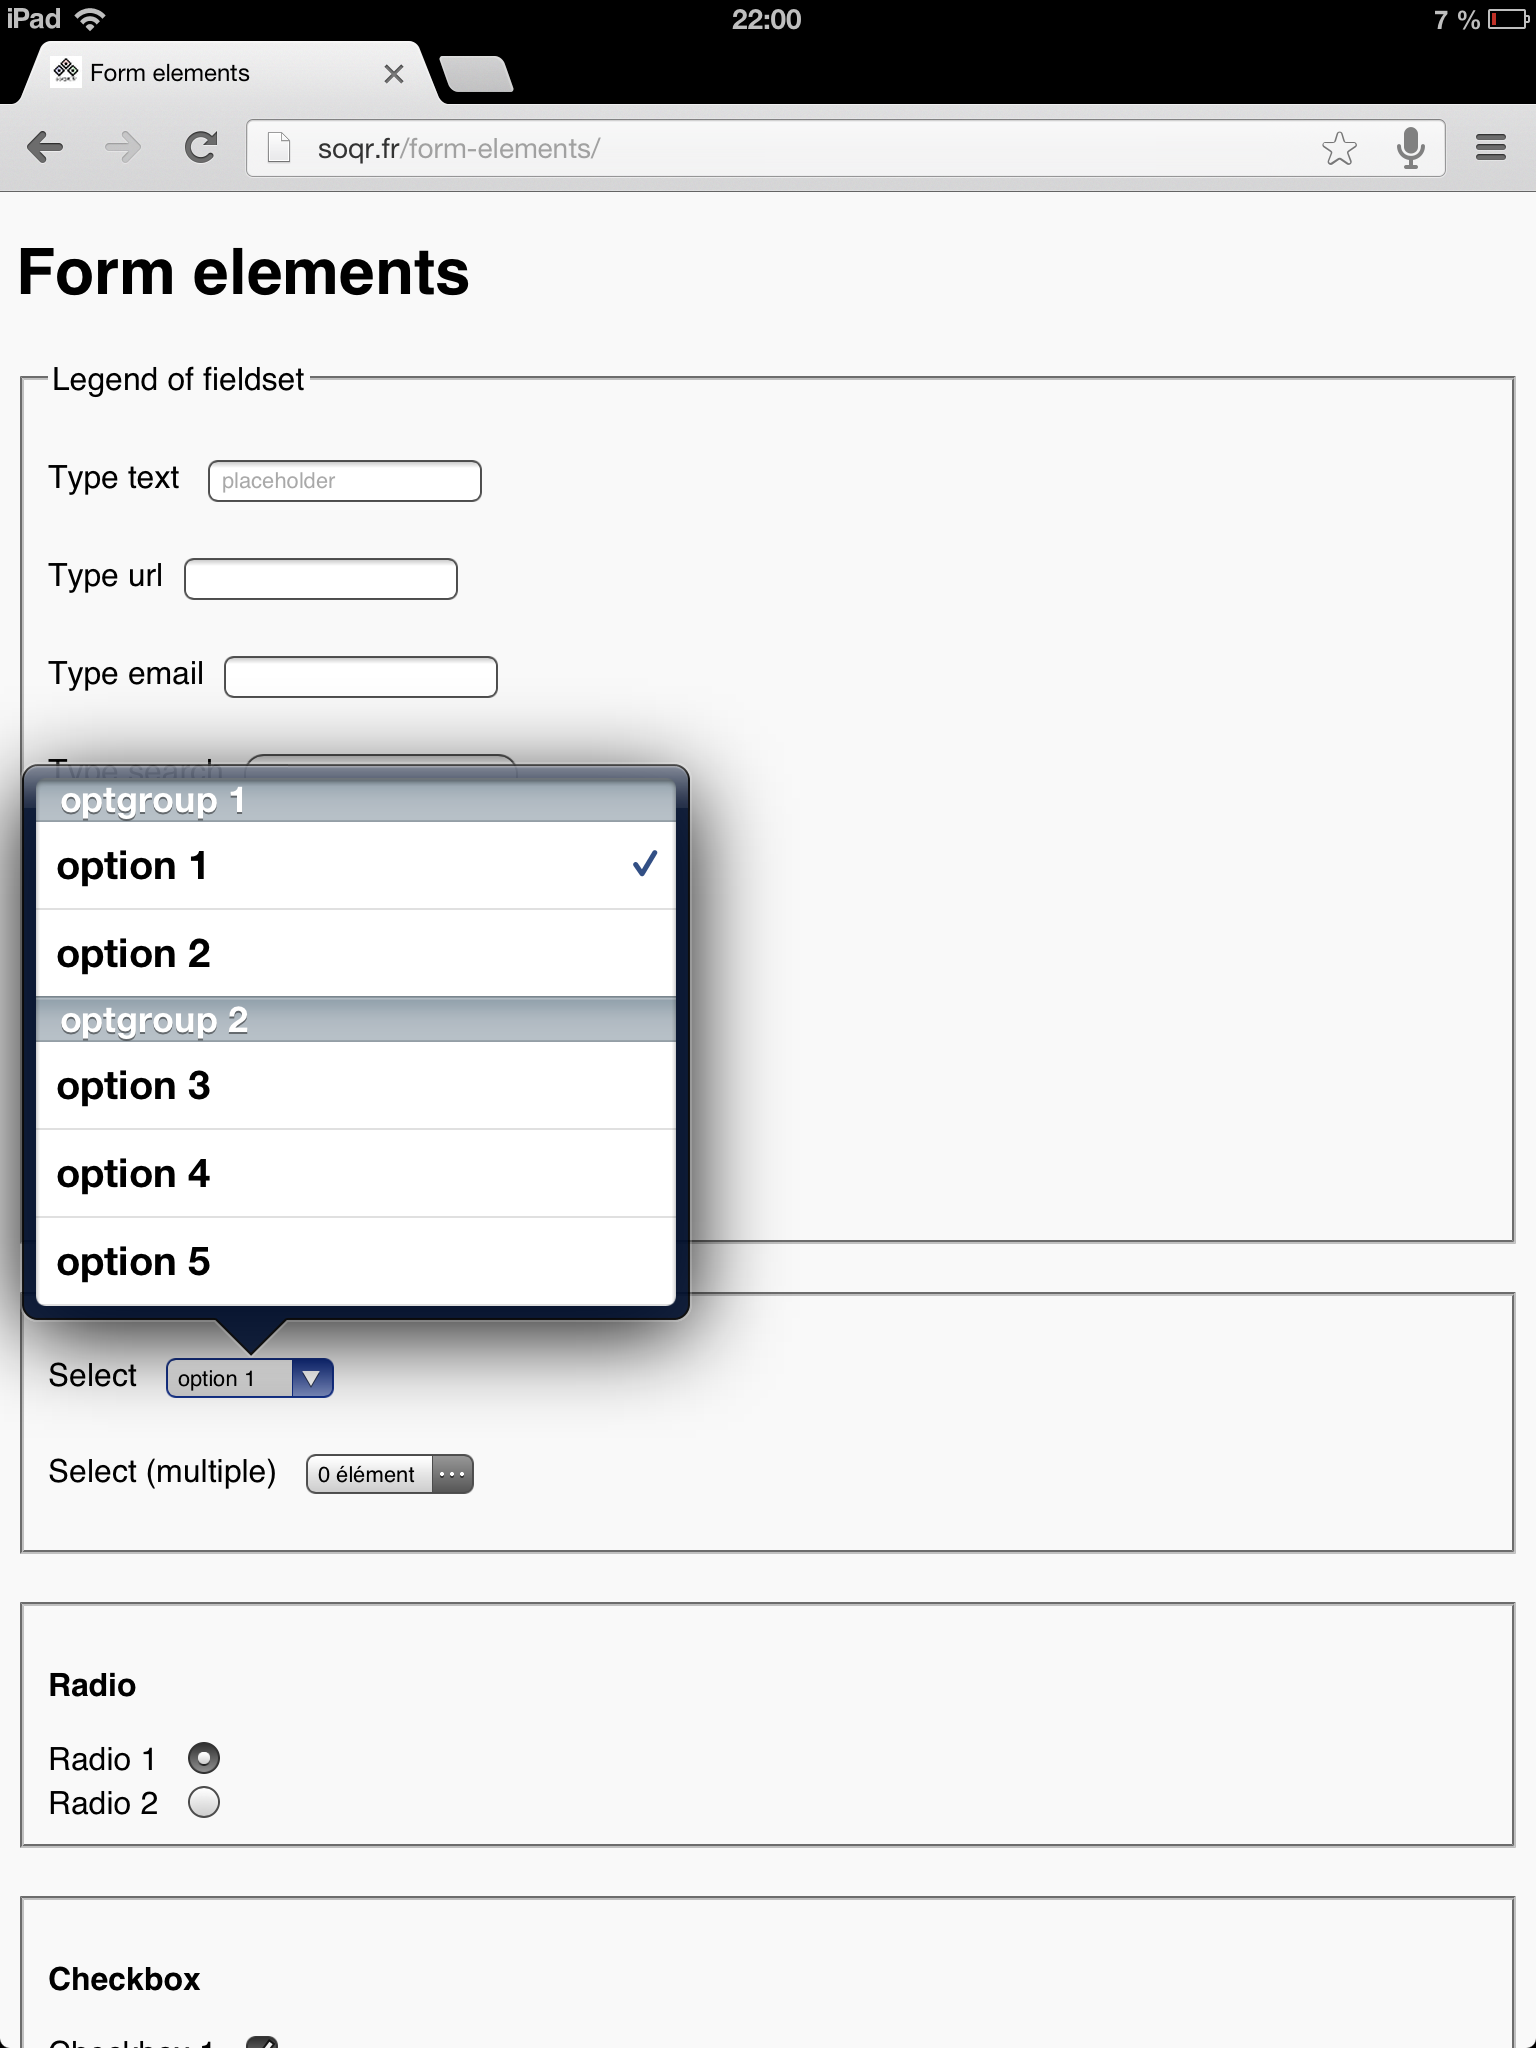 iPad 22:00 7 %
Form elements
soqr.fr/form-elements/
Form elements
Legend of fieldset
Type text placeholder
Type url
Type email
Type search
optgroup 1
option 1
option 2
optgroup 2
option 3
option 4
option 5
Select option 1
Select (multiple) 0 élément ...
Radio
Radio 1
Radio 2
Checkbox
Checkbox 1